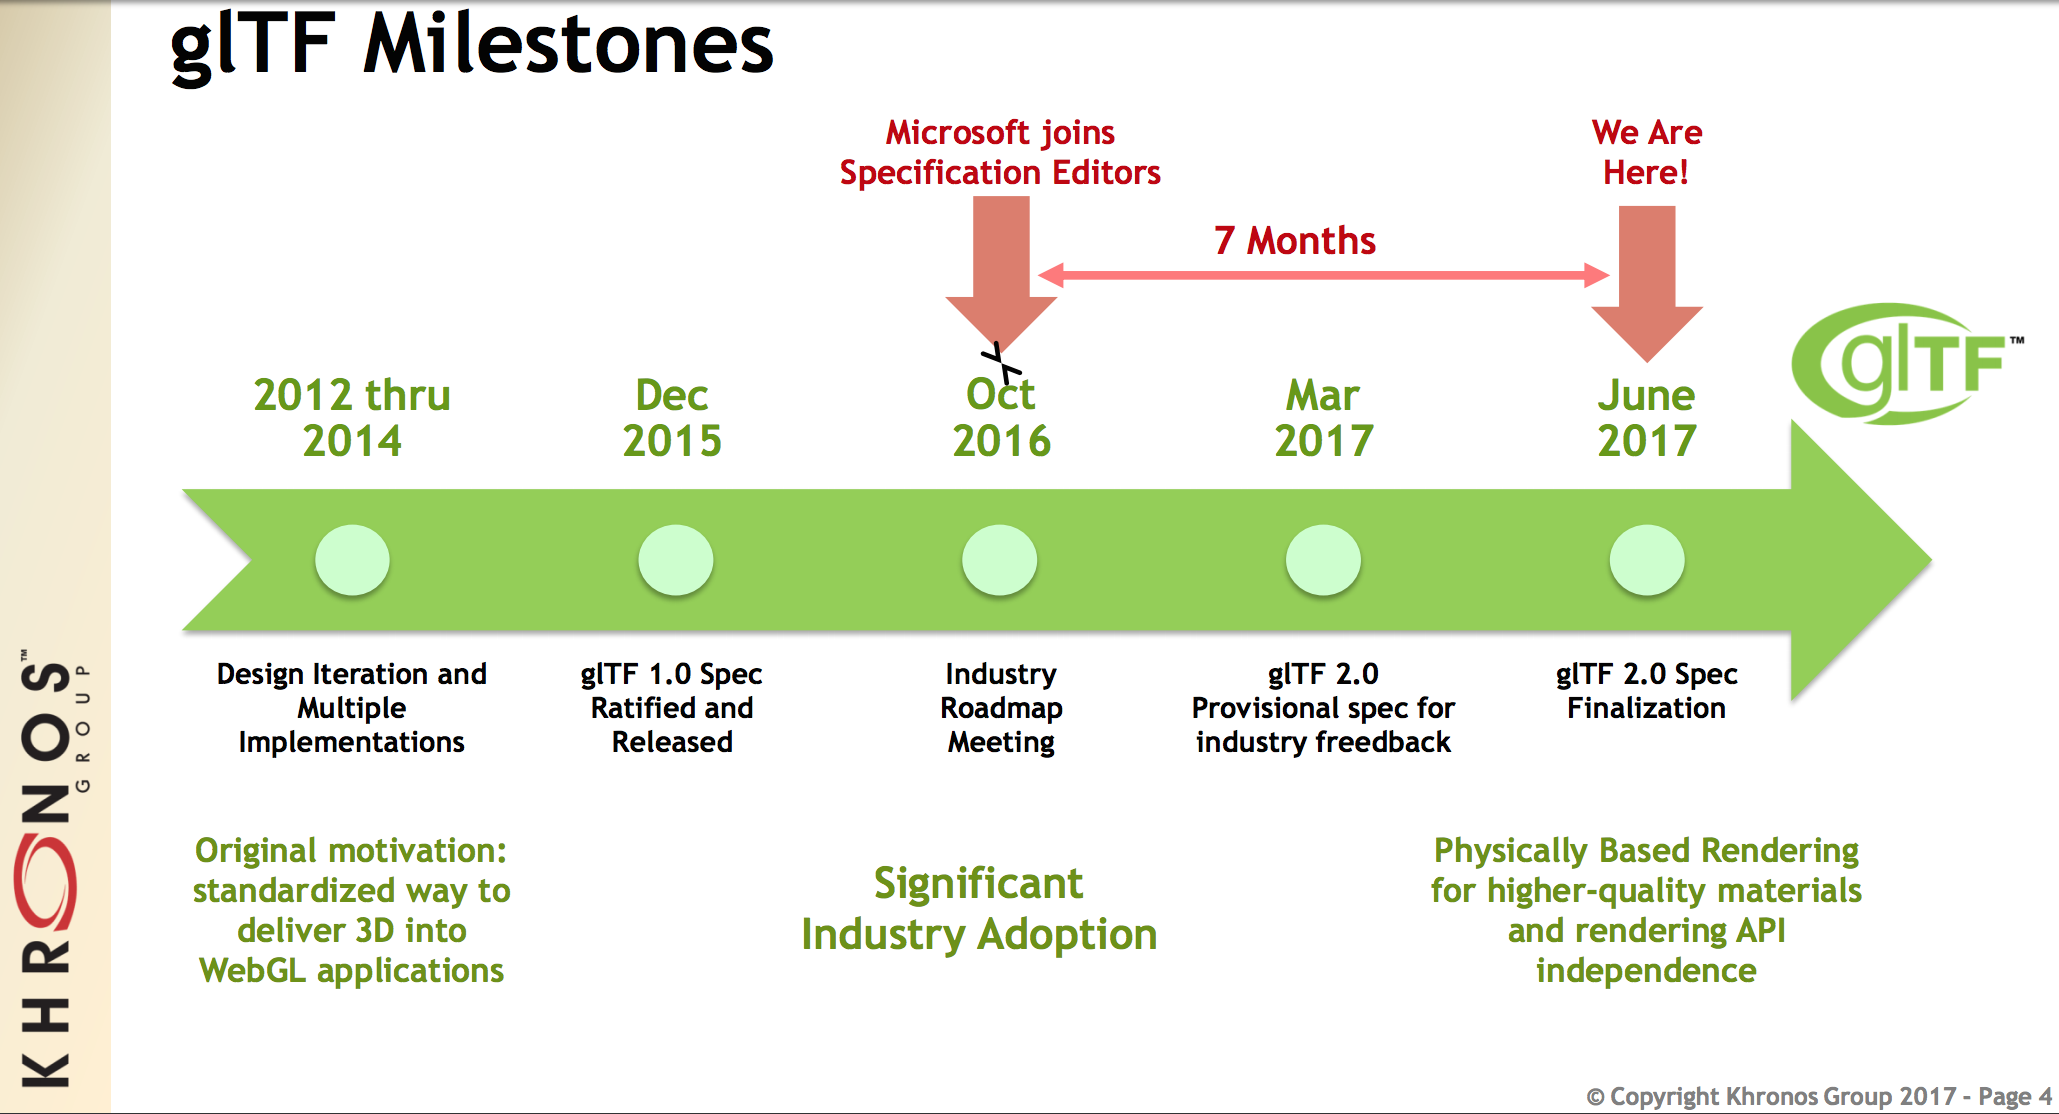 glTF Milestones
Microsoft joins
Specification Editors
We Are
Here!
7 Months
glTF™
2012 thru
2014
Dec
2015
Oct
2016
Mar
2017
June
2017
Design Iteration and
Multiple
Implementations
glTF 1.0 Spec
Ratified and
Released
Industry
Roadmap
Meeting
glTF 2.0
Provisional spec for
industry freedback
glTF 2.0 Spec
Finalization
Original motivation:
standardized way to
deliver 3D into
WebGL applications
Significant
Industry Adoption
Physically Based Rendering
for higher-quality materials
and rendering API
independence
KHRONOS™
GROUP
© Copyright Khronos Group 2017 - Page 4